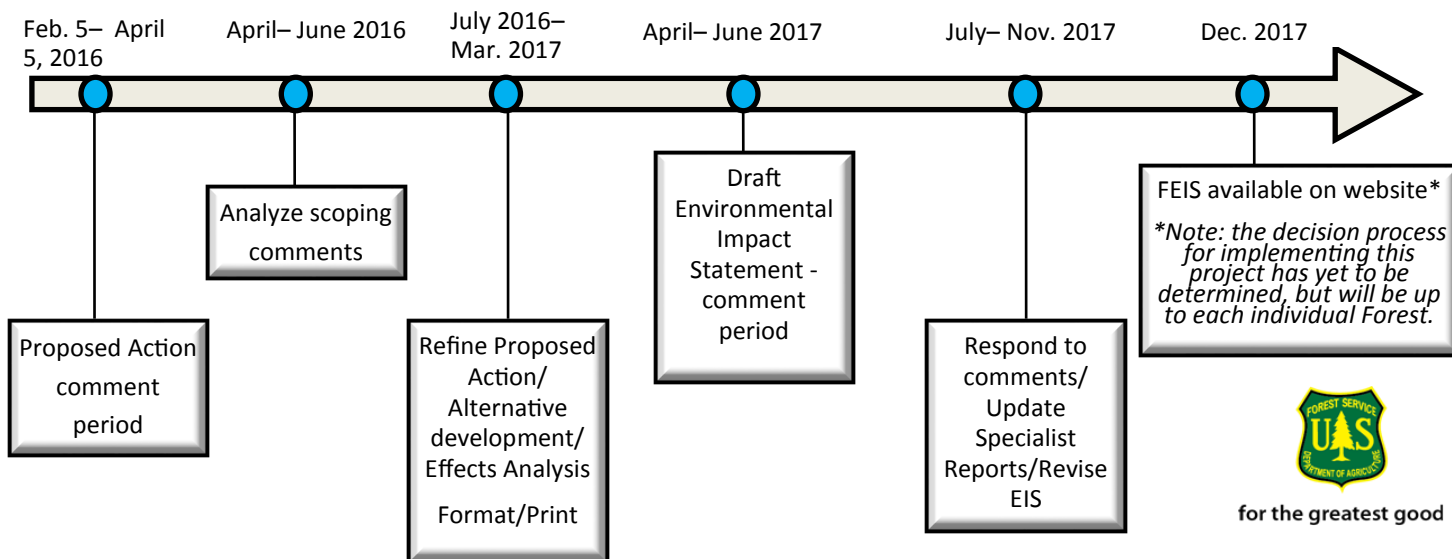 Feb. 5– April
5, 2016
April– June 2016
July 2016–
Mar. 2017
April– June 2017
July– Nov. 2017
Dec. 2017
Proposed Action
comment
period
Analyze scoping
comments
Refine Proposed
Action/
Alternative
development/
Effects Analysis
Format/Print
Draft
Environmental
Impact
Statement -
comment
period
Respond to
comments/
Update
Specialist
Reports/Revise
EIS
FEIS available on website*
*Note: the decision process
for implementing this
project has yet to be
determined, but will be up
to each individual Forest.
FOREST SERVICE
U S
DEPARTMENT OF AGRICULTURE
for the greatest good